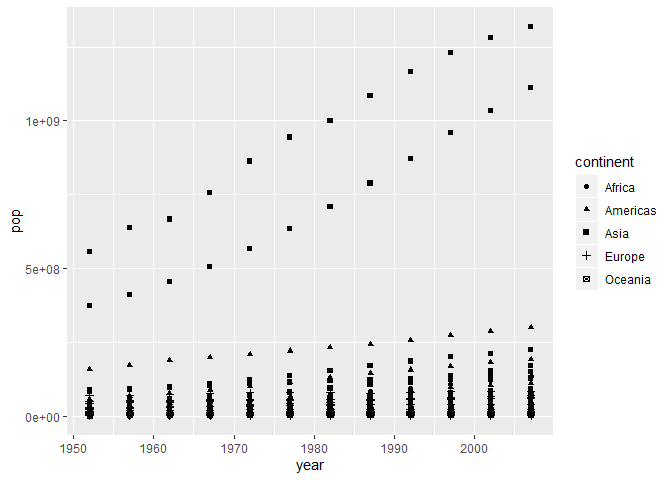 1e+09
5e+08
0e+00
pop
1950 1960 1970 1980 1990 2000
year
continent
Africa
Americas
Asia
Europe
Oceania